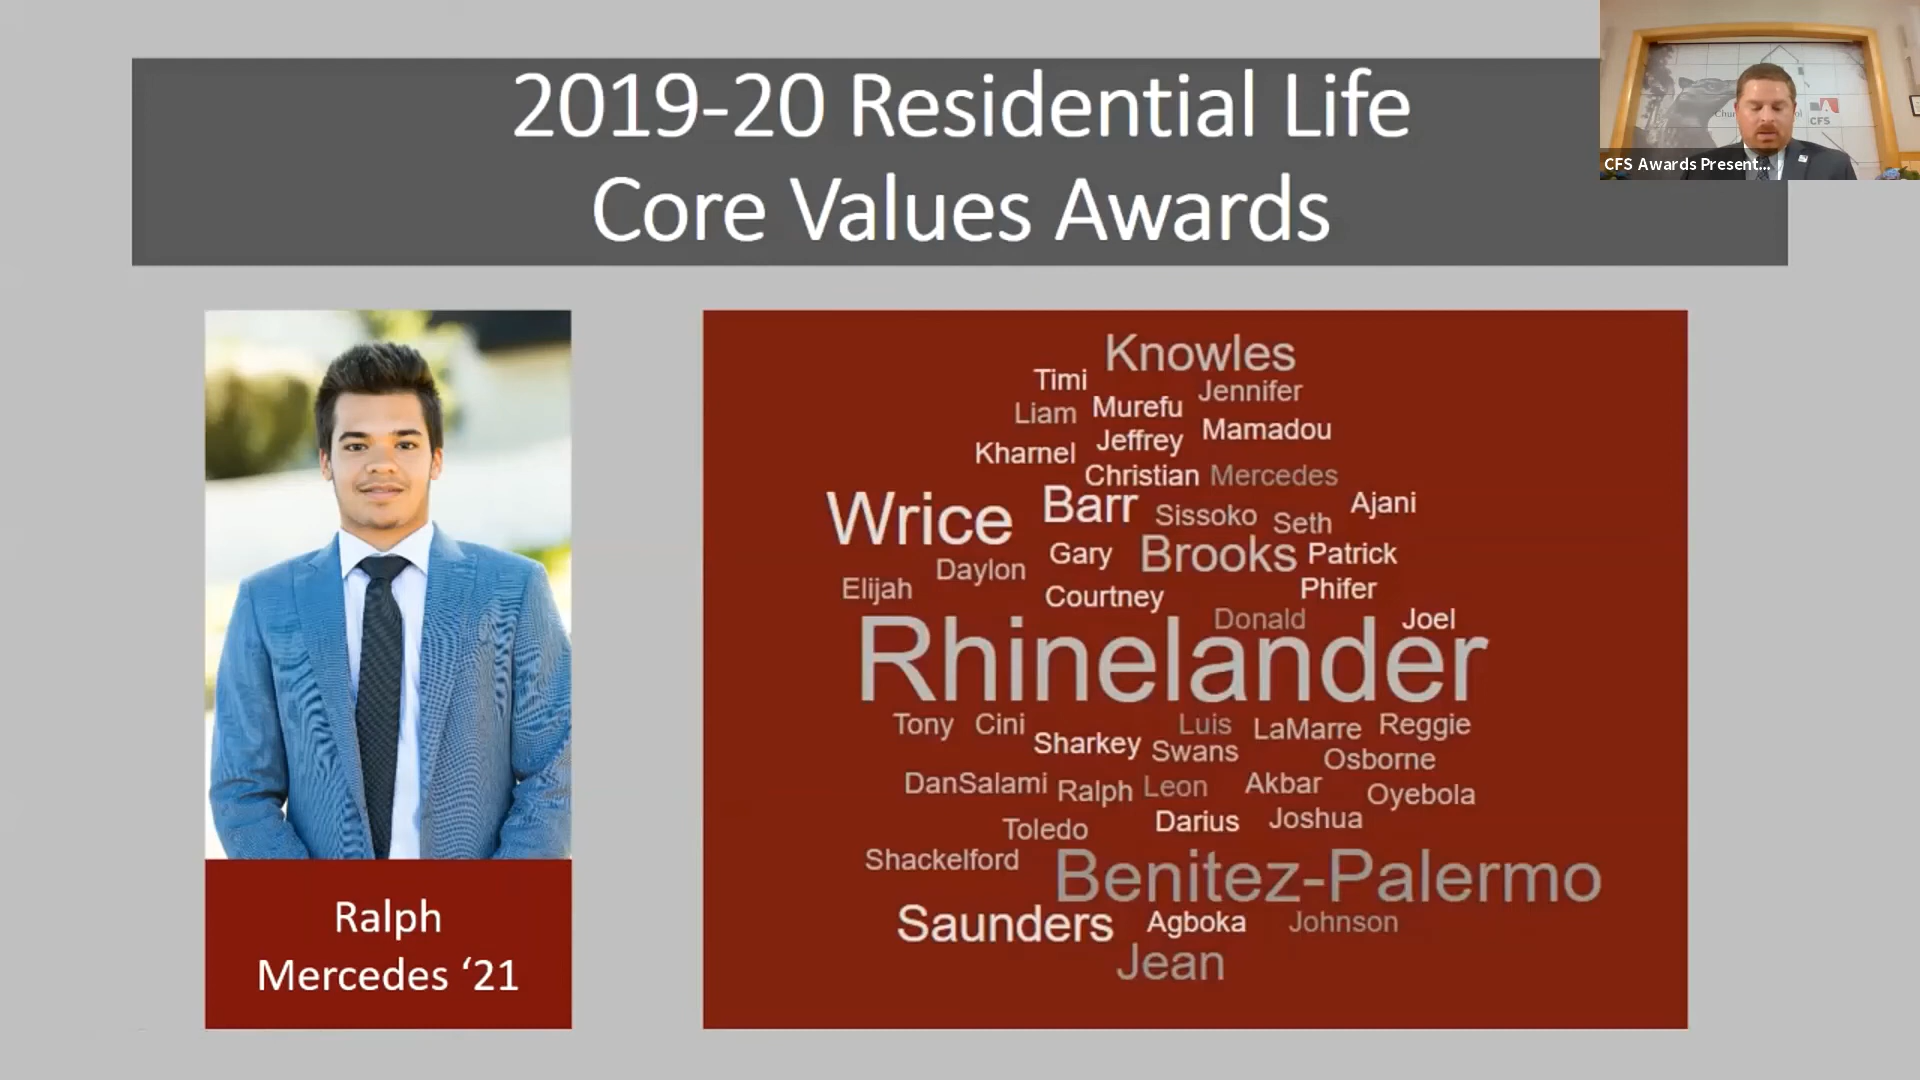 2019-20 Residential Life
Core Values Awards
CFS
CFS Awards Present...
Ralph
Mercedes ‘21
Knowles
Timi
Jennifer
Liam
Murefu
Mamadou
Kharnel
Jeffrey
Christian
Mercedes
Wrice
Barr
Sissoko
Seth
Ajani
Gary
Brooks
Patrick
Daylon
Elijah
Courtney
Phifer
Donald
Joel
Rhinelander
Tony
Cini
Luis
LaMarre
Reggie
Sharkey
Swans
Osborne
DanSalami
Ralph
Leon
Akbar
Oyebola
Toledo
Darius
Joshua
Shackelford
Benitez-Palermo
Saunders
Agboka
Johnson
Jean